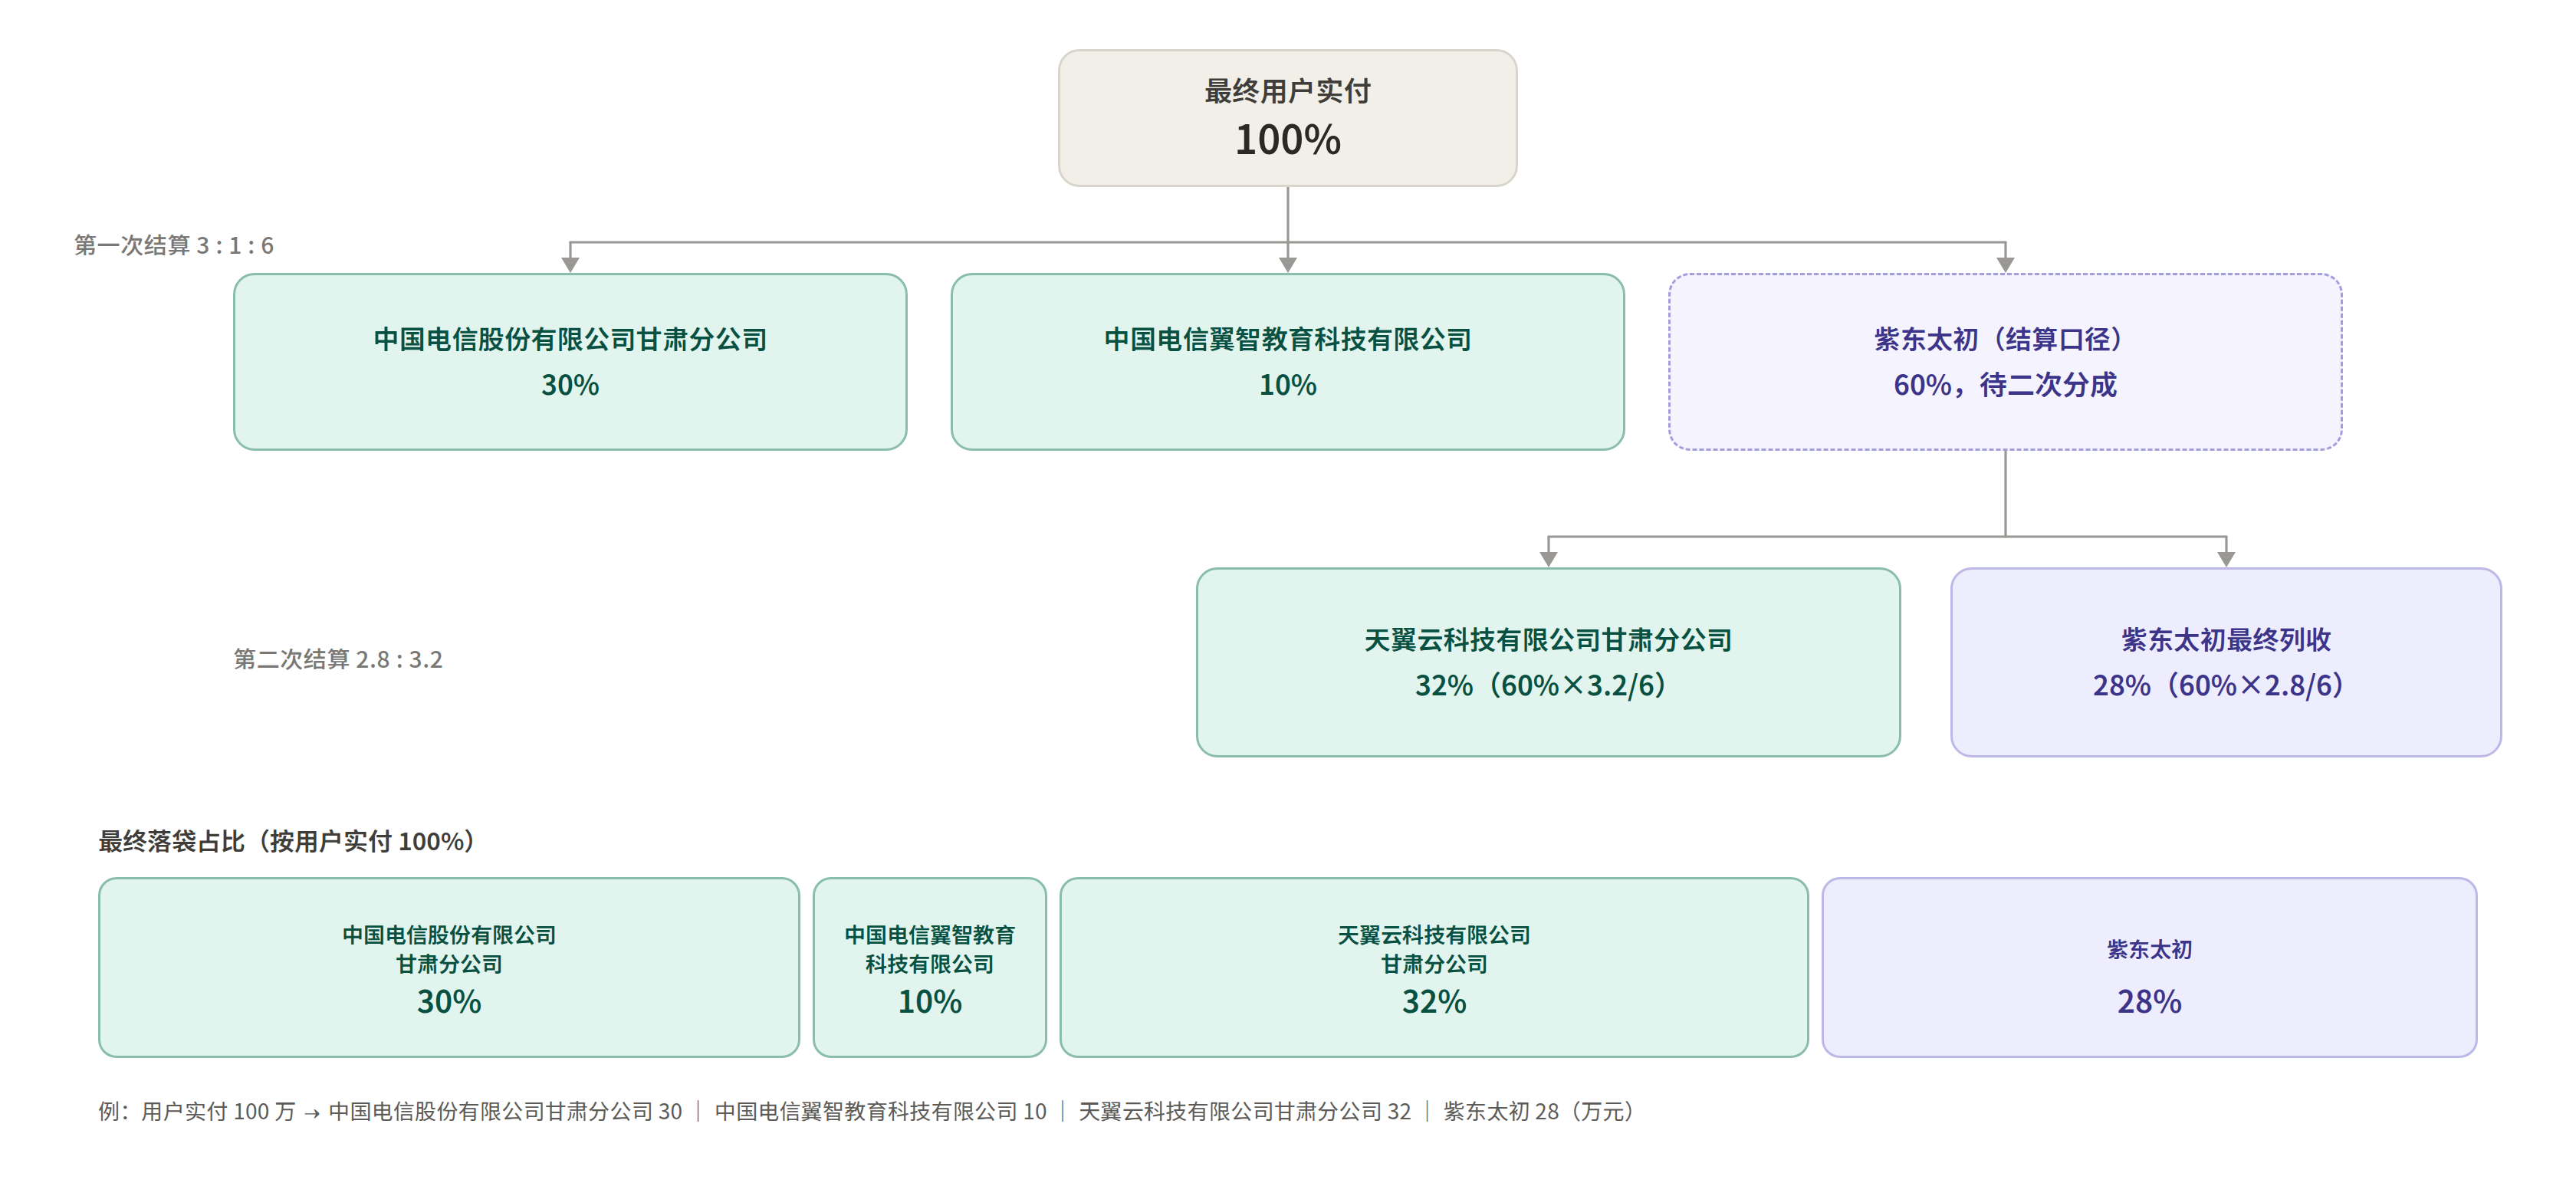 最终用户实付
100%
第一次结算 3 : 1 : 6
中国电信股份有限公司甘肃分公司
30%
中国电信翼智教育科技有限公司
10%
紫东太初（结算口径）
60%，待二次分成
第二次结算 2.8 : 3.2
天翼云科技有限公司甘肃分公司
32%（60%×3.2/6）
紫东太初最终列收
28%（60%×2.8/6）
最终落袋占比（按用户实付 100%）
中国电信股份有限公司
甘肃分公司
30%
中国电信翼智教育
科技有限公司
10%
天翼云科技有限公司
甘肃分公司
32%
紫东太初
28%
例：用户实付 100 万 → 中国电信股份有限公司甘肃分公司 30 ｜ 中国电信翼智教育科技有限公司 10 ｜ 天翼云科技有限公司甘肃分公司 32 ｜ 紫东太初 28（万元）